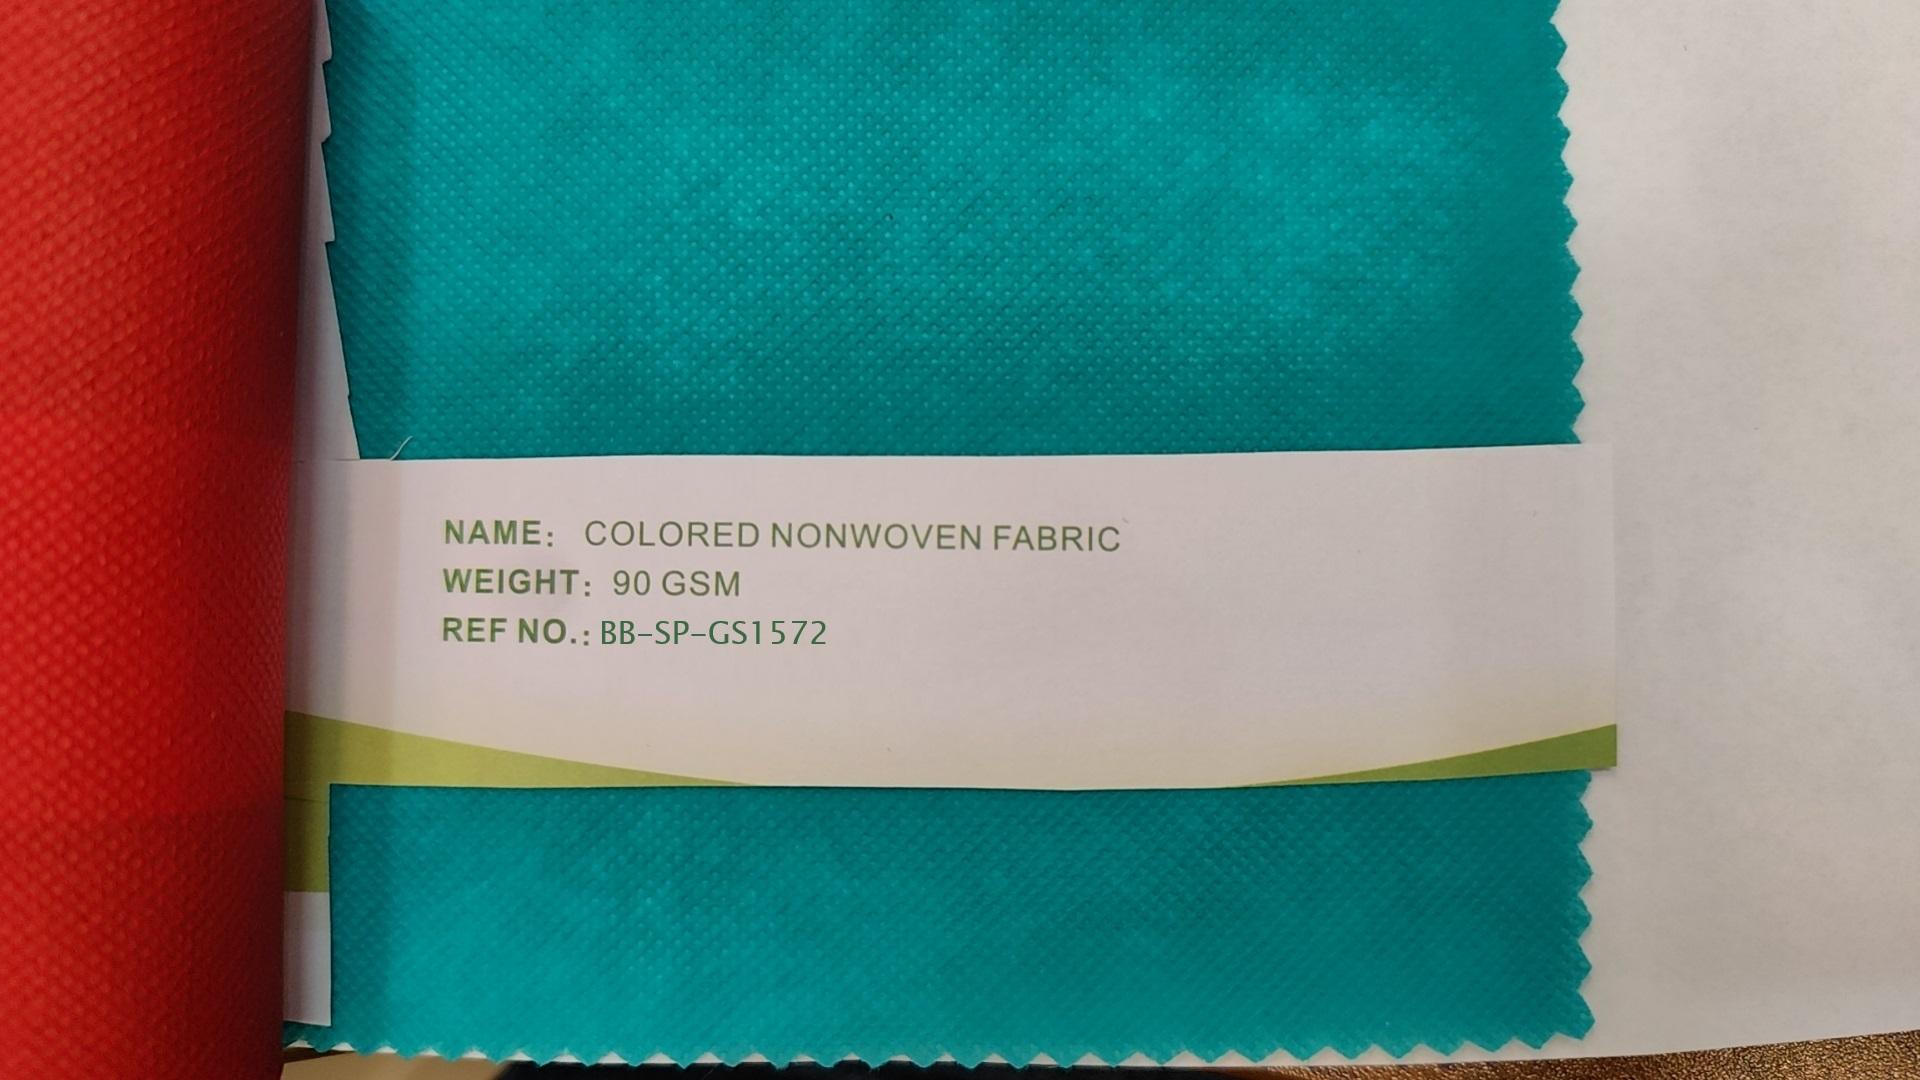 NAME： COLORED NONWOVEN FABRIC
WEIGHT： 90 GSM
REF NO.：BB-SP-GS1572